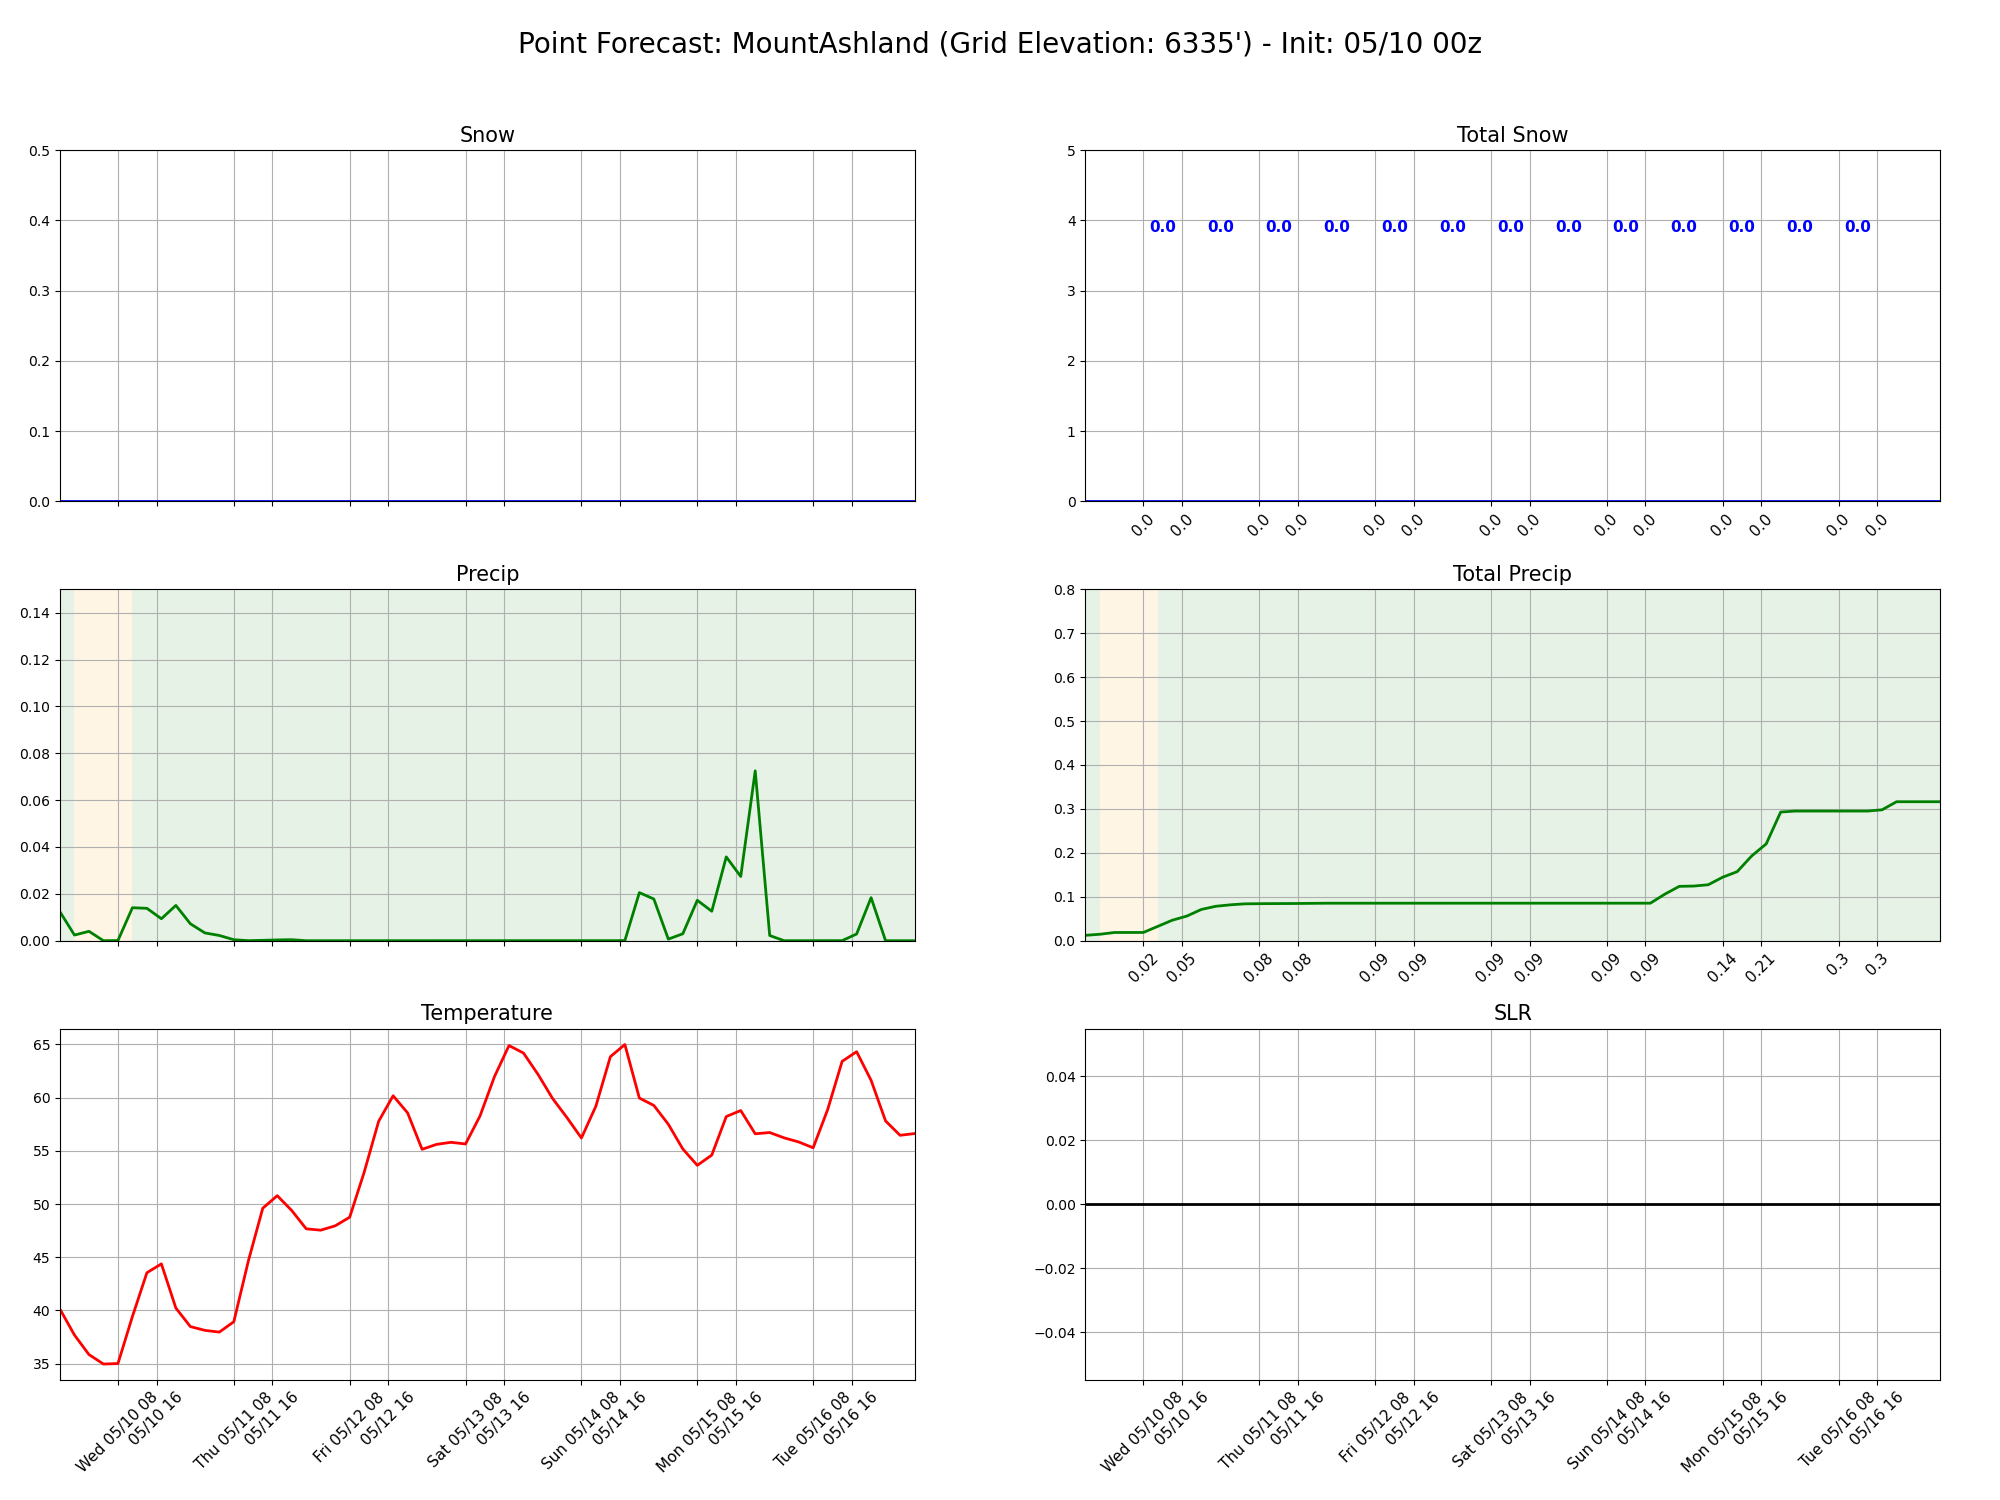 Point Forecast: MountAshland (Grid Elevation: 6335') - Init: 05/10 00z
Snow
0.5
0.4
0.3
0.2
0.1
0.0
Total Snow
5
4
3
2
1
0
0.0 0.0 0.0 0.0 0.0 0.0 0.0 0.0 0.0 0.0 0.0 0.0 0.0
0.0 0.0 0.0 0.0 0.0 0.0 0.0 0.0 0.0 0.0 0.0 0.0 0.0 0.0
Precip
0.14
0.12
0.10
0.08
0.06
0.04
0.02
0.00
Total Precip
0.8
0.7
0.6
0.5
0.4
0.3
0.2
0.1
0.0
0.02 0.05 0.08 0.08 0.09 0.09 0.09 0.09 0.09 0.09 0.14 0.21 0.3 0.3
Temperature
65
60
55
50
45
40
35
Wed 05/10 08
05/10 16
Thu 05/11 08
05/11 16
Fri 05/12 08
05/12 16
Sat 05/13 08
05/13 16
Sun 05/14 08
05/14 16
Mon 05/15 08
05/15 16
Tue 05/16 08
05/16 16
SLR
0.04
0.02
0.00
−0.02
−0.04
Wed 05/10 08
05/10 16
Thu 05/11 08
05/11 16
Fri 05/12 08
05/12 16
Sat 05/13 08
05/13 16
Sun 05/14 08
05/14 16
Mon 05/15 08
05/15 16
Tue 05/16 08
05/16 16